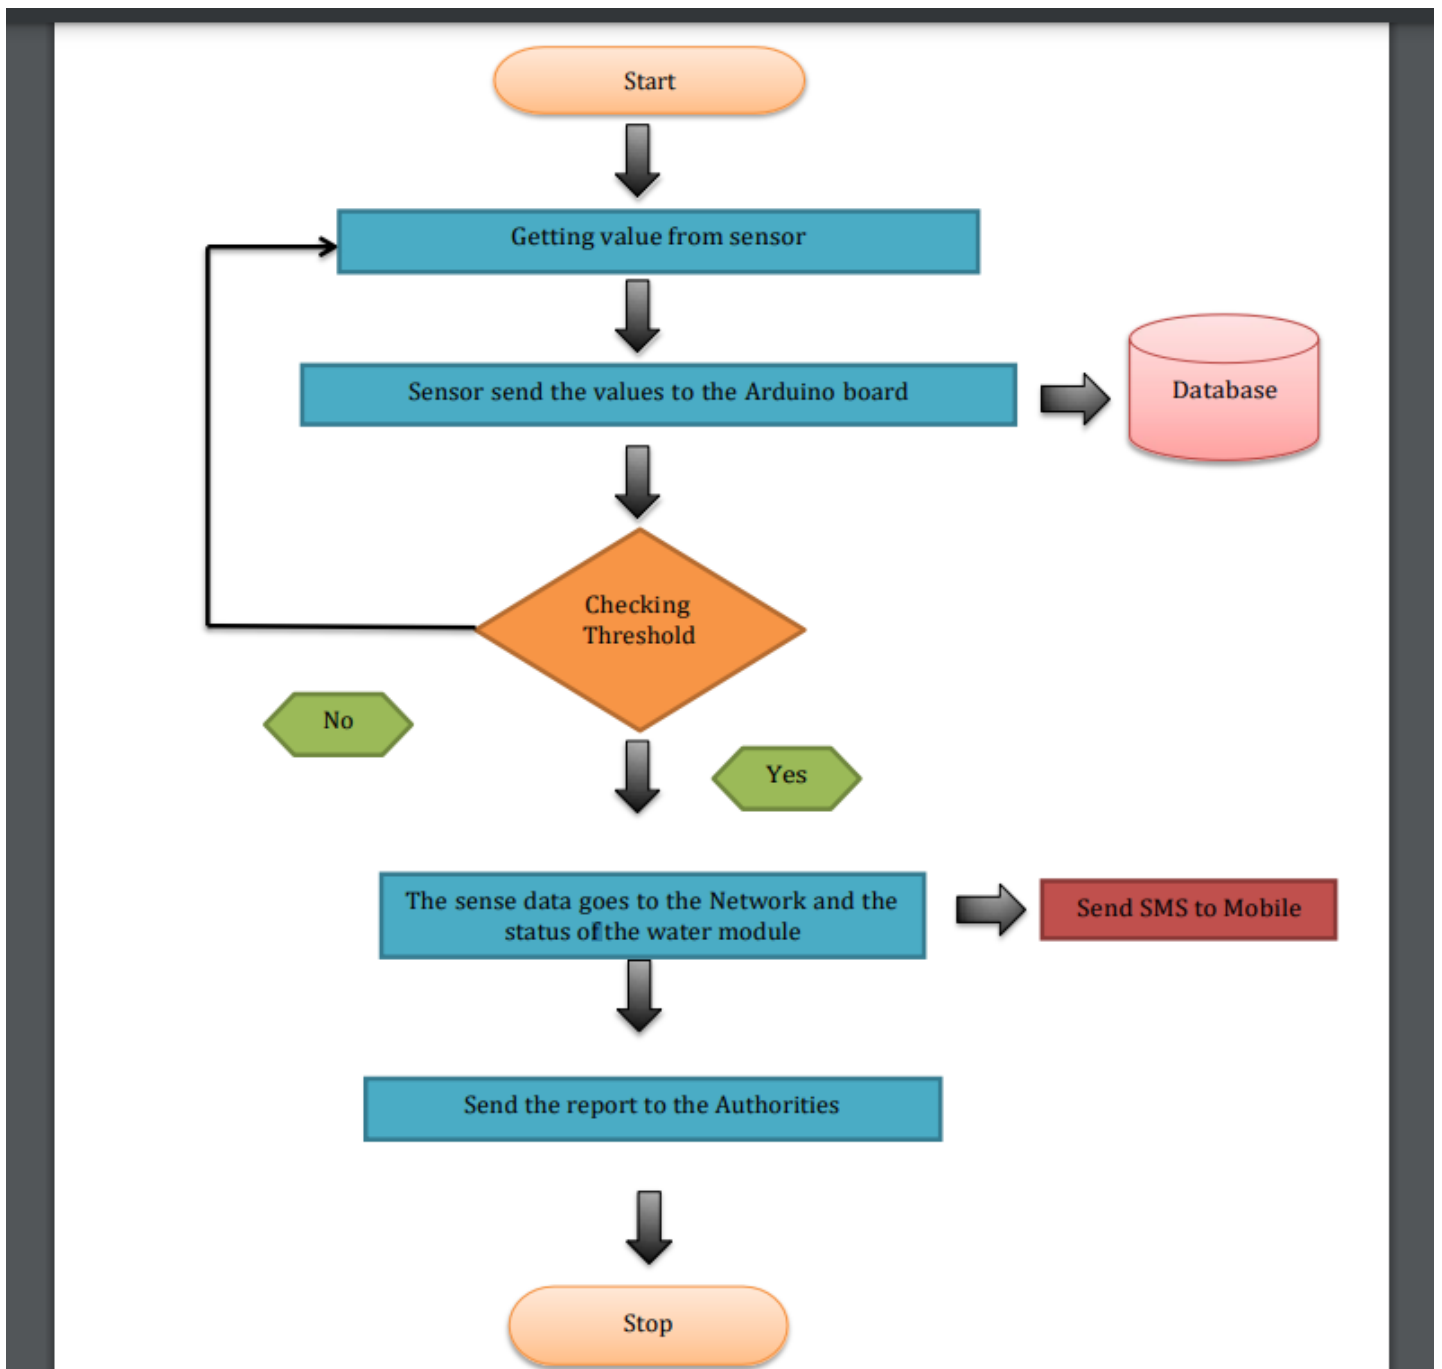 Start
Getting value from sensor
Sensor send the values to the Arduino board
Database
Checking
Threshold
No
Yes
The sense data goes to the Network and the
status of the water module
Send SMS to Mobile
Send the report to the Authorities
Stop